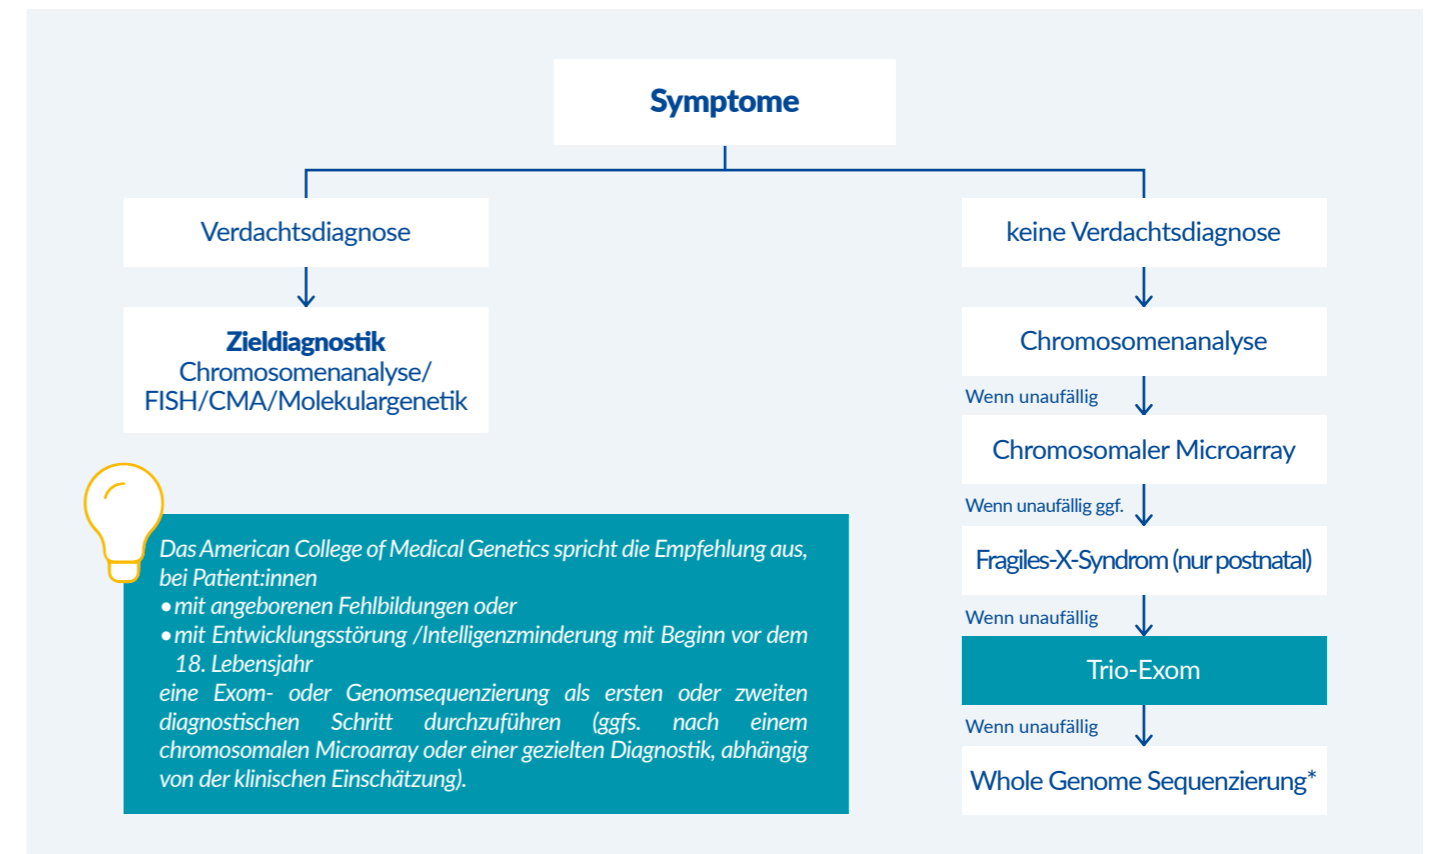 Symptome
Verdachtsdiagnose
keine Verdachtsdiagnose
Zieldiagnostik
Chromosomenanalyse/
FISH/CMA/Molekulargenetik
Chromosomenanalyse
Wenn unaufällig
Chromosomaler Microarray
Wenn unaufällig ggf.
Fragiles-X-Syndrom (nur postnatal)
Wenn unaufällig
Trio-Exom
Wenn unaufällig
Whole Genome Sequenzierung*
Das American College of Medical Genetics spricht die Empfehlung aus,
bei Patient:innen
• mit angeborenen Fehlbildungen oder
• mit Entwicklungsstörung /Intelligenzminderung mit Beginn vor dem
18. Lebensjahr
eine Exom- oder Genomsequenzierung als ersten oder zweiten
diagnostischen Schritt durchzuführen (ggfs. nach einem
chromosomalen Microarray oder einer gezielten Diagnostik, abhängig
von der klinischen Einschätzung).